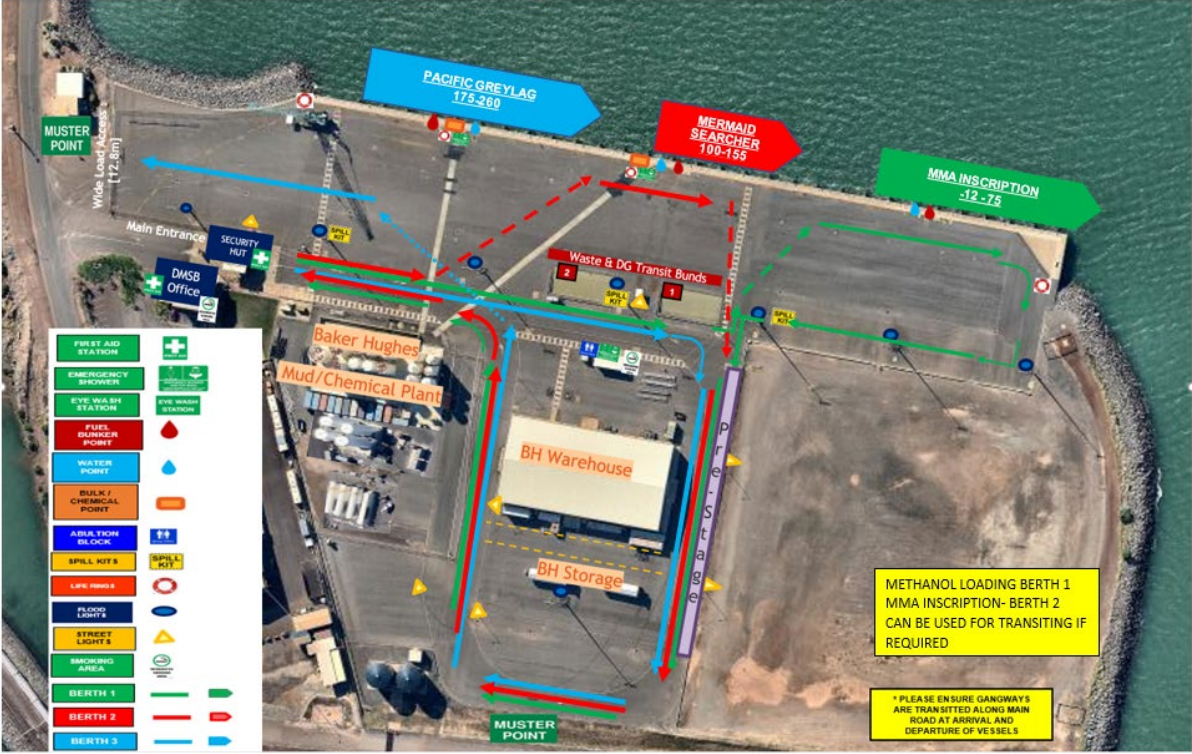 PACIFIC GREYLAG
175-260
MERMAID
SEARCHER
100-155
MMA INSCRIPTION
-12 -75
MUSTER
POINT
Wide Load Access
[12.8m]
Main Entrance
SECURITY
HUT
DMSB
Office
SPILL
KIT
Waste & DG Transit Bunds
2
1
SPILL
KIT
SPILL
KIT
Baker Hughes
Mud/Chemical Plant
BH Warehouse
BH Storage
Pre-Stage
MUSTER
POINT
METHANOL LOADING BERTH 1
MMA INSCRIPTION- BERTH 2
CAN BE USED FOR TRANSITING IF
REQUIRED
* PLEASE ENSURE GANGWAYS
ARE TRANSITTED ALONG MAIN
ROAD AT ARRIVAL AND
DEPARTURE OF VESSELS
FIRST AID
STATION
EMERGENCY
SHOWER
EYE WASH
STATION
EYE WASH
STATION
FUEL
BUNKER
POINT
WATER
POINT
BULK /
CHEMICAL
POINT
ABULTION
BLOCK
SPILL KITS
SPILL
KIT
LIFE RINGS
FLOOD
LIGHTS
STREET
LIGHTS
SMOKING
AREA
BERTH 1
BERTH 2
BERTH 3